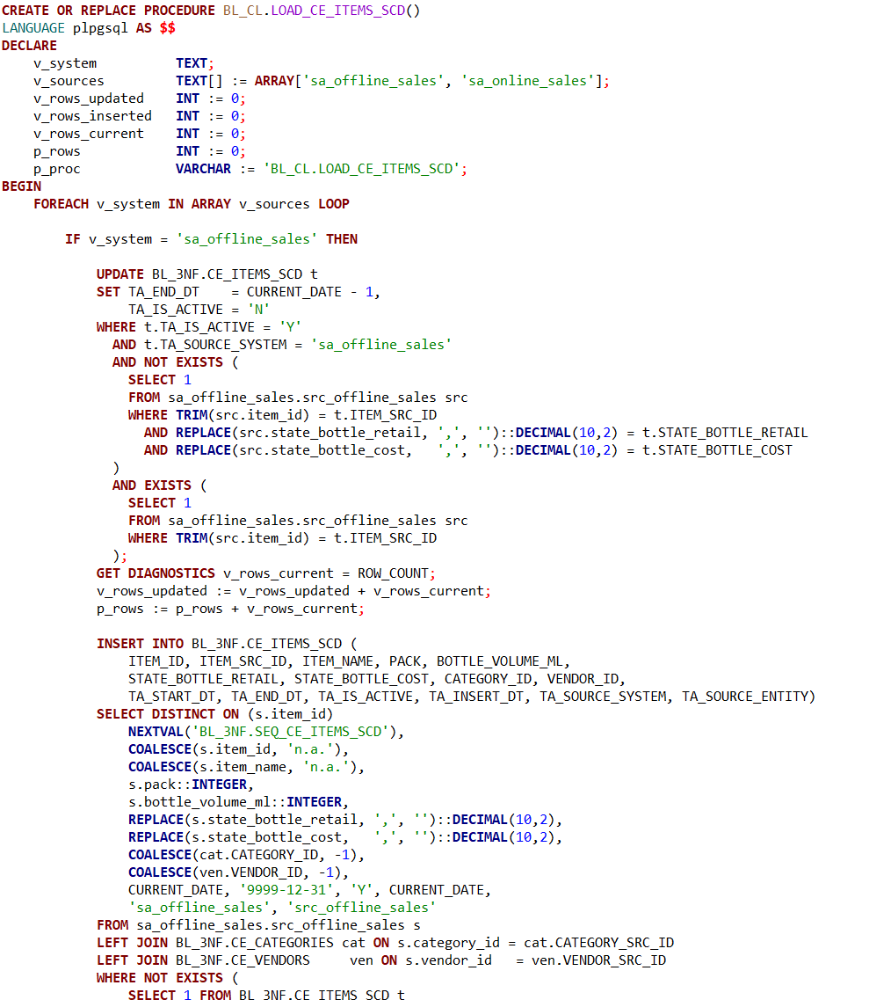 CREATE OR REPLACE PROCEDURE BL_CL.LOAD_CE_ITEMS_SCD()
LANGUAGE plpgsql AS $$
DECLARE
    v_system          TEXT;
    v_sources         TEXT[] := ARRAY['sa_offline_sales', 'sa_online_sales'];
    v_rows_updated    INT := 0;
    v_rows_inserted   INT := 0;
    v_rows_current    INT := 0;
    p_rows            INT := 0;
    p_proc            VARCHAR := 'BL_CL.LOAD_CE_ITEMS_SCD';
BEGIN
    FOREACH v_system IN ARRAY v_sources LOOP

        IF v_system = 'sa_offline_sales' THEN

            UPDATE BL_3NF.CE_ITEMS_SCD t
            SET TA_END_DT    = CURRENT_DATE - 1,
                TA_IS_ACTIVE = 'N'
            WHERE t.TA_IS_ACTIVE = 'Y'
              AND t.TA_SOURCE_SYSTEM = 'sa_offline_sales'
              AND NOT EXISTS (
                SELECT 1
                FROM sa_offline_sales.src_offline_sales src
                WHERE TRIM(src.item_id) = t.ITEM_SRC_ID
                  AND REPLACE(src.state_bottle_retail, ',', '')::DECIMAL(10,2) = t.STATE_BOTTLE_RETAIL
                  AND REPLACE(src.state_bottle_cost,   ',', '')::DECIMAL(10,2) = t.STATE_BOTTLE_COST
              )
              AND EXISTS (
                SELECT 1
                FROM sa_offline_sales.src_offline_sales src
                WHERE TRIM(src.item_id) = t.ITEM_SRC_ID
              );
            GET DIAGNOSTICS v_rows_current = ROW_COUNT;
            v_rows_updated := v_rows_updated + v_rows_current;
            p_rows := p_rows + v_rows_current;

            INSERT INTO BL_3NF.CE_ITEMS_SCD (
                ITEM_ID, ITEM_SRC_ID, ITEM_NAME, PACK, BOTTLE_VOLUME_ML,
                STATE_BOTTLE_RETAIL, STATE_BOTTLE_COST, CATEGORY_ID, VENDOR_ID,
                TA_START_DT, TA_END_DT, TA_IS_ACTIVE, TA_INSERT_DT, TA_SOURCE_SYSTEM, TA_SOURCE_ENTITY)
            SELECT DISTINCT ON (s.item_id)
                NEXTVAL('BL_3NF.SEQ_CE_ITEMS_SCD'),
                COALESCE(s.item_id, 'n.a.'),
                COALESCE(s.item_name, 'n.a.'),
                s.pack::INTEGER,
                s.bottle_volume_ml::INTEGER,
                REPLACE(s.state_bottle_retail, ',', '')::DECIMAL(10,2),
                REPLACE(s.state_bottle_cost,   ',', '')::DECIMAL(10,2),
                COALESCE(cat.CATEGORY_ID, -1),
                COALESCE(ven.VENDOR_ID, -1),
                CURRENT_DATE, '9999-12-31', 'Y', CURRENT_DATE,
                'sa_offline_sales', 'src_offline_sales'
            FROM sa_offline_sales.src_offline_sales s
            LEFT JOIN BL_3NF.CE_CATEGORIES cat ON s.category_id = cat.CATEGORY_SRC_ID
            LEFT JOIN BL_3NF.CE_VENDORS     ven ON s.vendor_id   = ven.VENDOR_SRC_ID
            WHERE NOT EXISTS (
                SELECT 1 FROM BL_3NF.CE_ITEMS_SCD t